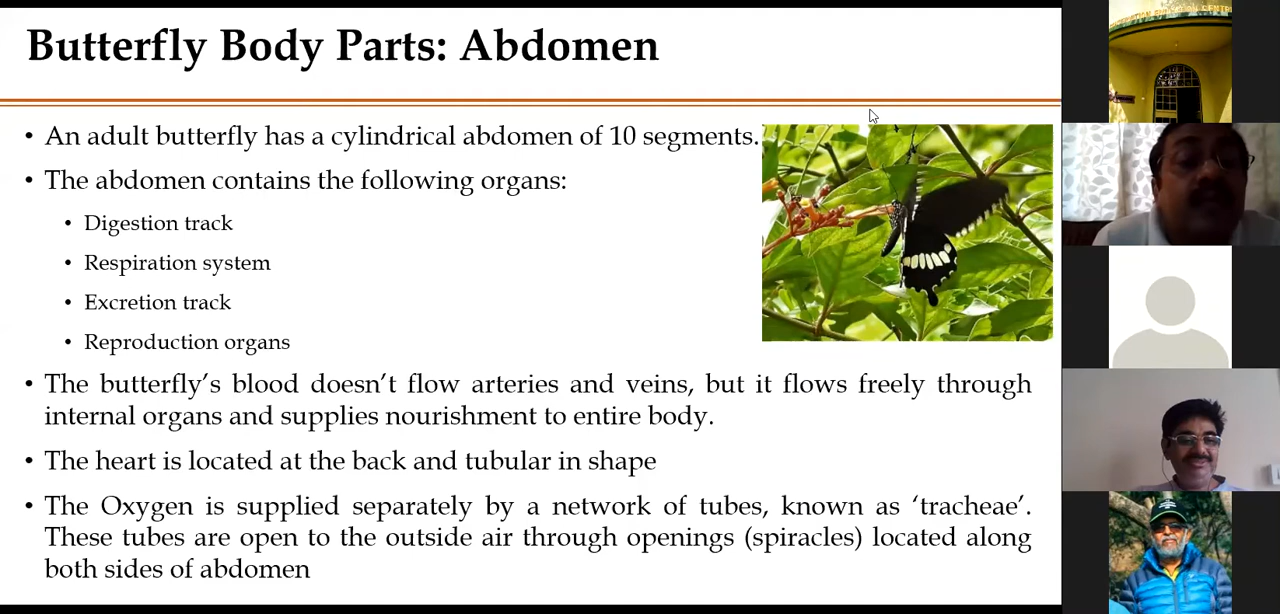 Butterfly Body Parts: Abdomen
• An adult butterfly has a cylindrical abdomen of 10 segments.
• The abdomen contains the following organs:
• Digestion track
• Respiration system
• Excretion track
• Reproduction organs
• The butterfly’s blood doesn’t flow arteries and veins, but it flows freely through
internal organs and supplies nourishment to entire body.
• The heart is located at the back and tubular in shape
• The Oxygen is supplied separately by a network of tubes, known as ‘tracheae’.
These tubes are open to the outside air through openings (spiracles) located along
both sides of abdomen